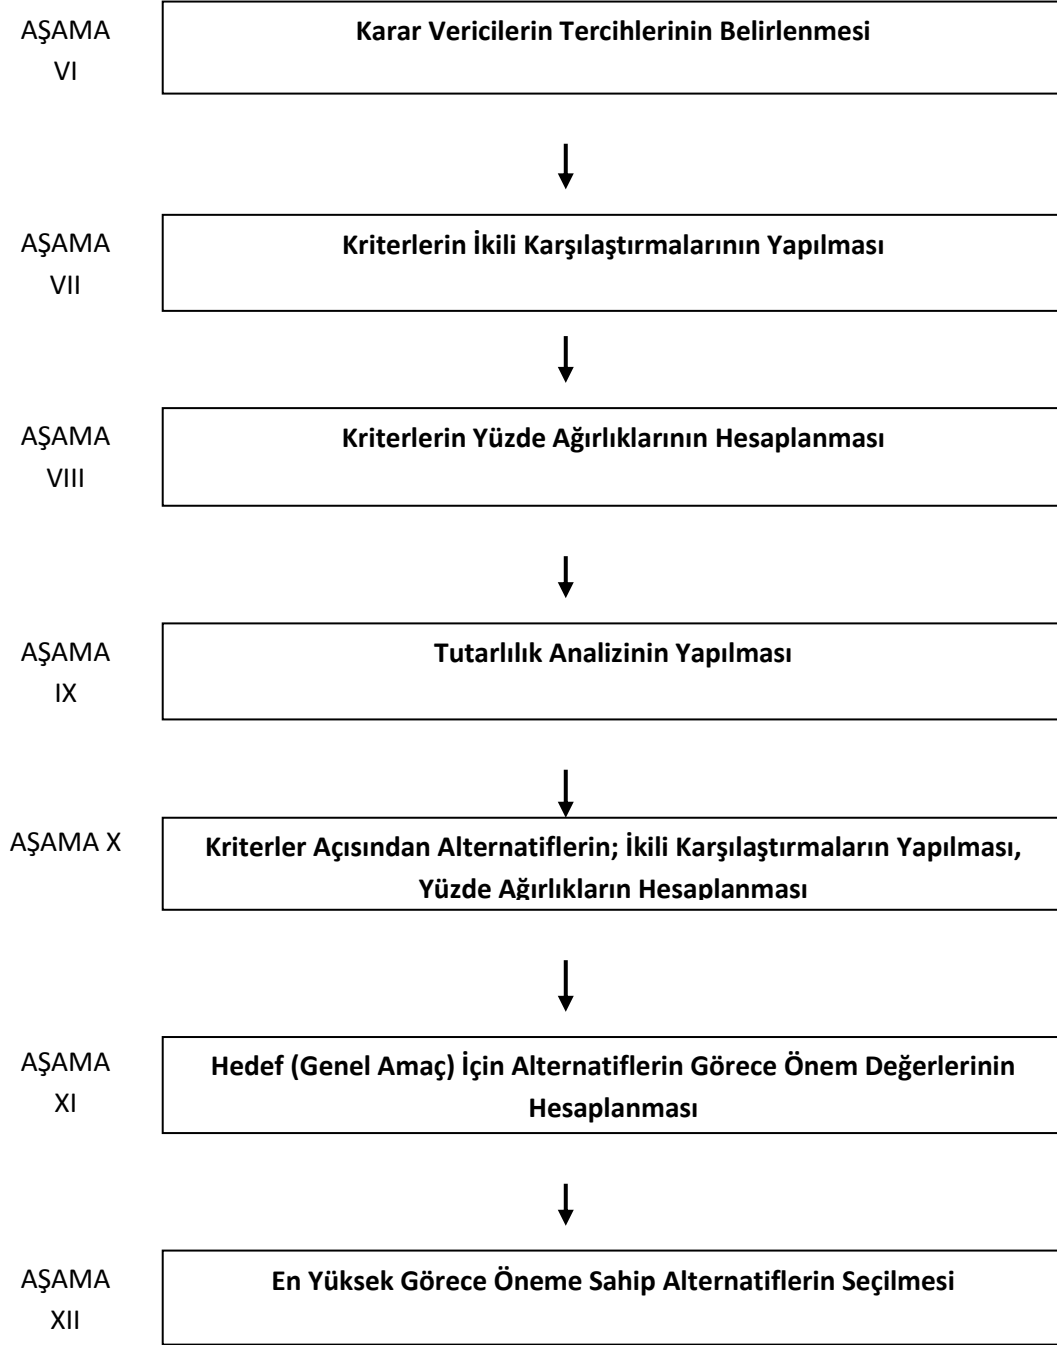 AŞAMA
VI
Karar Vericilerin Tercihlerinin Belirlenmesi
AŞAMA
VII
Kriterlerin İkili Karşılaştırmalarının Yapılması
AŞAMA
VIII
Kriterlerin Yüzde Ağırlıklarının Hesaplanması
AŞAMA
IX
Tutarlılık Analizinin Yapılması
AŞAMA X
Kriterler Açısından Alternatiflerin; İkili Karşılaştırmaların Yapılması,
Yüzde Ağırlıkların Hesaplanması
AŞAMA
XI
Hedef (Genel Amaç) İçin Alternatiflerin Görece Önem Değerlerinin
Hesaplanması
AŞAMA
XII
En Yüksek Görece Öneme Sahip Alternatiflerin Seçilmesi